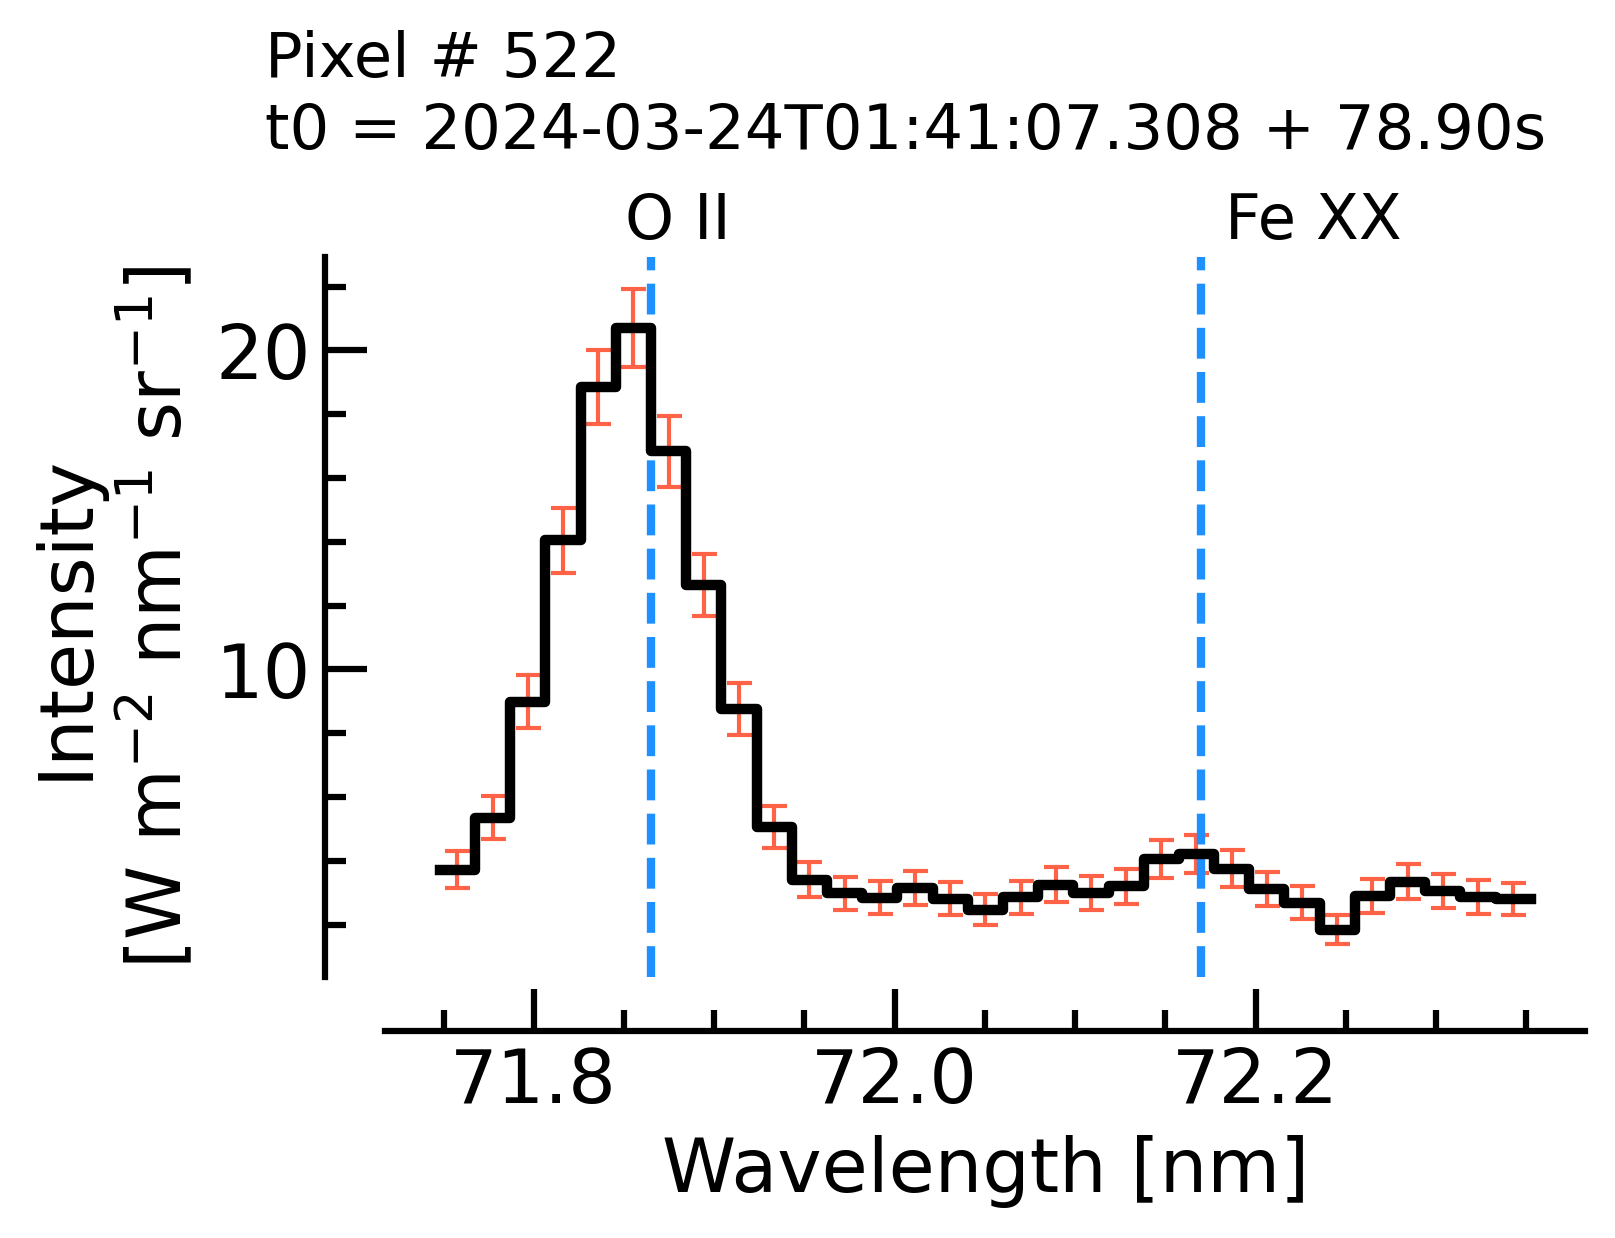 Pixel # 522
t0 = 2024-03-24T01:41:07.308 + 78.90s
O II
Fe XX
Intensity
[W m⁻² nm⁻¹ sr⁻¹]
20
10
71.8
72.0
72.2
Wavelength [nm]